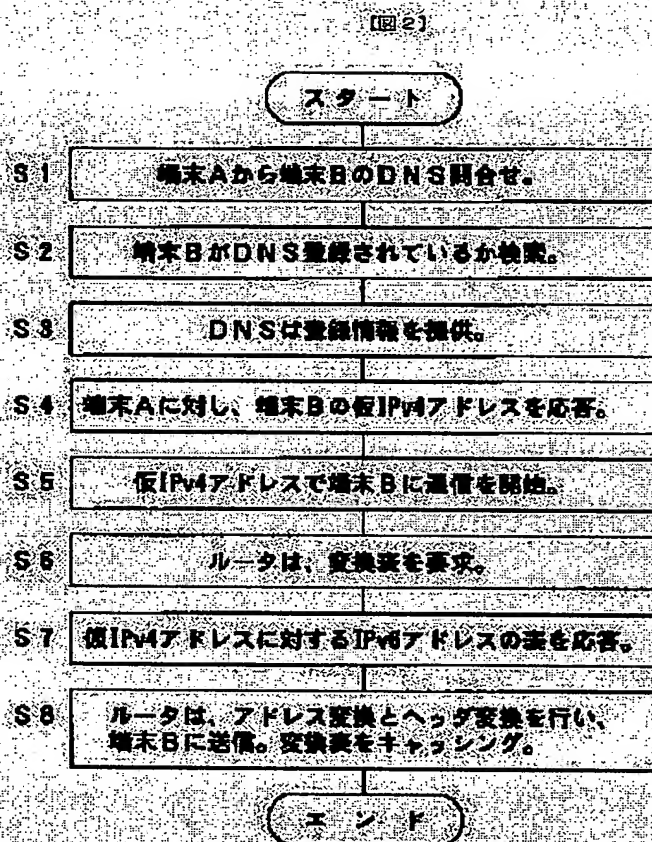 【図2】
スタート
S1 端末Aから端末BのDNS問合せ。
S2 端末BがDNS登録されているか検索。
S3 DNSは登録情報を提供。
S4 端末Aに対し、端末Bの仮IPv4アドレスを応答。
S5 仮IPv4アドレスで端末Bに通信を開始。
S6 ルータは、変換表を要求。
S7 仮IPv4アドレスに対するIPv6アドレスの表を応答。
S8 ルータは、アドレス変換とヘッダ変換を行い、
端末Bに送信。変換表をキャッシング。
エンド